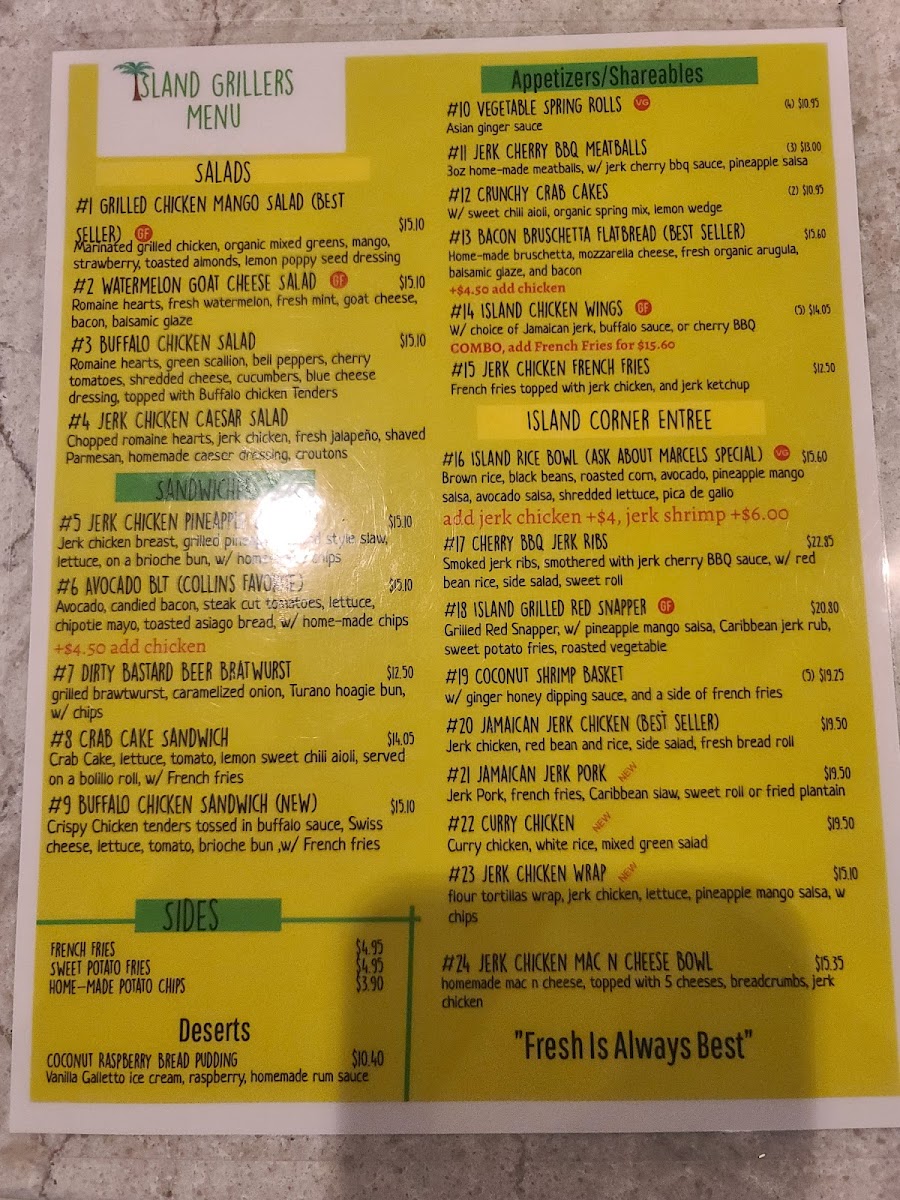 ISLAND GRILLERS
MENU
SALADS
#1 GRILLED CHICKEN MANGO SALAD (BEST
SELLER) GF $15.10
Marinated grilled chicken, organic mixed greens, mango,
strawberry, toasted almonds, lemon poppy seed dressing
#2 WATERMELON GOAT CHEESE SALAD GF $15.10
Romaine hearts, fresh watermelon, fresh mint, goat cheese,
bacon, balsamic glaze
#3 BUFFALO CHICKEN SALAD $15.10
Romaine hearts, green scallion, bell peppers, cherry
tomatoes, shredded cheese, cucumbers, blue cheese
dressing, topped with Buffalo chicken Tenders
#4 JERK CHICKEN CAESAR SALAD
Chopped romaine hearts, jerk chicken, fresh jalapeño, shaved
Parmesan, homemade caeser dressing, croutons
SANDWICHES
#5 JERK CHICKEN PINEAPPLE $15.10
Jerk chicken breast, grilled style slaw,
lettuce, on a brioche bun, w/ chips
#6 AVOCADO BLT (COLLINS FAVORITE) $15.10
Avocado, candied bacon, steak cut tomatoes, lettuce,
chipotle mayo, toasted asiago bread, w/ home-made chips
+$4.50 add chicken
#7 DIRTY BASTARD BEER BRATWURST $12.50
grilled brawtwurst, caramelized onion, Turano hoagie bun,
w/ chips
#8 CRAB CAKE SANDWICH $14.05
Crab Cake, lettuce, tomato, lemon sweet chili aioli, served
on a bolillo roll, w/ French fries
#9 BUFFALO CHICKEN SANDWICH (NEW) $15.10
Crispy Chicken tenders tossed in buffalo sauce, Swiss
cheese, lettuce, tomato, brioche bun ,w/ French fries
SIDES
FRENCH FRIES $4.95
SWEET POTATO FRIES $4.95
HOME-MADE POTATO CHIPS $3.90
Deserts
COCONUT RASPBERRY BREAD PUDDING $10.40
Vanilla Galletto ice cream, raspberry, homemade rum sauce
Appetizers/Shareables
#10 VEGETABLE SPRING ROLLS VG (4) $10.95
Asian ginger sauce
#11 JERK CHERRY BBQ MEATBALLS (3) $13.00
3oz home-made meatballs, w/ jerk cherry bbq sauce, pineapple salsa
#12 CRUNCHY CRAB CAKES (2) $10.95
W/ sweet chili aioli, organic spring mix, lemon wedge
#13 BACON BRUSCHETTA FLATBREAD (BEST SELLER) $15.60
Home-made bruschetta, mozzarella cheese, fresh organic arugula,
balsamic glaze, and bacon
+$4.50 add chicken
#14 ISLAND CHICKEN WINGS GF (5) $14.05
W/ choice of Jamaican jerk, buffalo sauce, or cherry BBQ
COMBO, add French Fries for $15.60
#15 JERK CHICKEN FRENCH FRIES $12.50
French fries topped with jerk chicken, and jerk ketchup
ISLAND CORNER ENTREE
#16 ISLAND RICE BOWL (ASK ABOUT MARCELS SPECIAL) VG $15.60
Brown rice, black beans, roasted corn, avocado, pineapple mango
salsa, avocado salsa, shredded lettuce, pica de gallo
add jerk chicken +$4, jerk shrimp +$6.00
#17 CHERRY BBQ JERK RIBS $22.85
Smoked jerk ribs, smothered with jerk cherry BBQ sauce, w/ red
bean rice, side salad, sweet roll
#18 ISLAND GRILLED RED SNAPPER GF $20.80
Grilled Red Snapper, w/ pineapple mango salsa, Caribbean jerk rub,
sweet potato fries, roasted vegetable
#19 COCONUT SHRIMP BASKET (5) $19.25
w/ ginger honey dipping sauce, and a side of french fries
#20 JAMAICAN JERK CHICKEN (BEST SELLER) $19.50
Jerk chicken, red bean and rice, side salad, fresh bread roll
#21 JAMAICAN JERK PORK NEW $19.50
Jerk Pork, french fries, Caribbean slaw, sweet roll or fried plantain
#22 CURRY CHICKEN NEW $19.50
Curry chicken, white rice, mixed green salad
#23 JERK CHICKEN WRAP NEW $15.10
flour tortillas wrap, jerk chicken, lettuce, pineapple mango salsa, w
chips
#24 JERK CHICKEN MAC N CHEESE BOWL $15.35
homemade mac n cheese, topped with 5 cheeses, breadcrumbs, jerk
chicken
"Fresh Is Always Best"